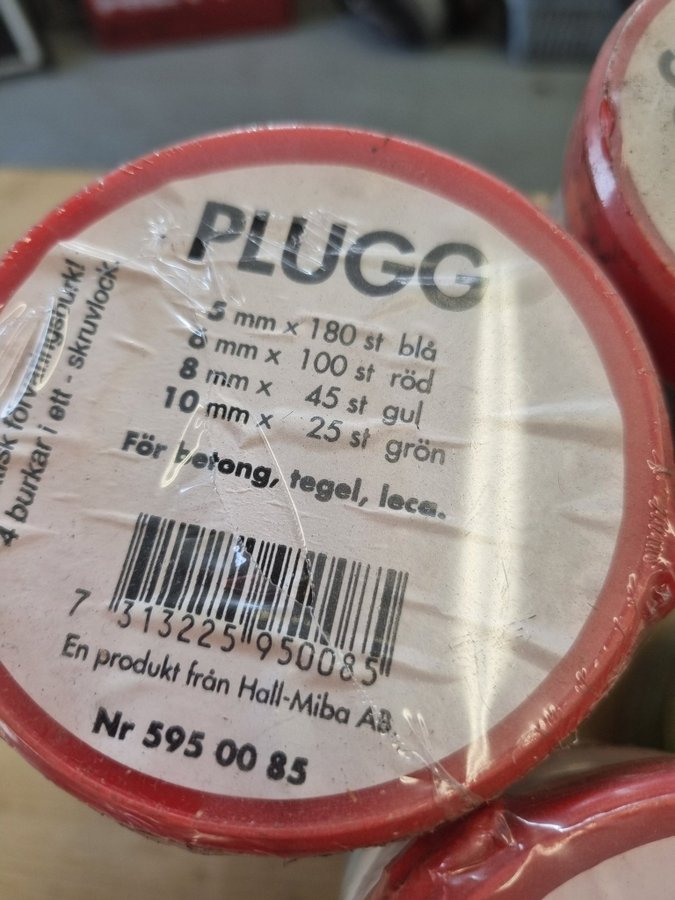 PLUGG
5 mm x 180 st blå
6 mm x 100 st röd
8 mm x 45 st gul
10 mm x 25 st grön
För betong, tegel, leca.
7 313225 950085
En produkt från Hall-Miba AB.
Nr 595 00 85
förvaringsburk!
4 burkar i ett - skruvlock.